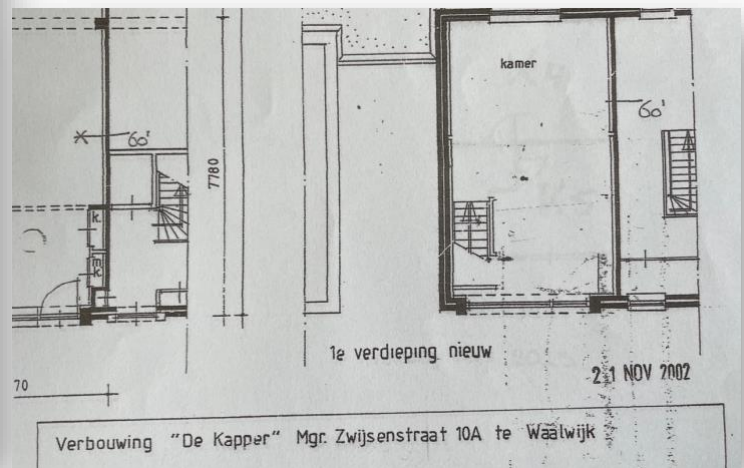 kamer
60'
60'
7780
k.
mk
1e verdieping nieuw
21 NOV 2002
70
Verbouwing "De Kapper" Mgr. Zwijsenstraat 10A te Waalwijk